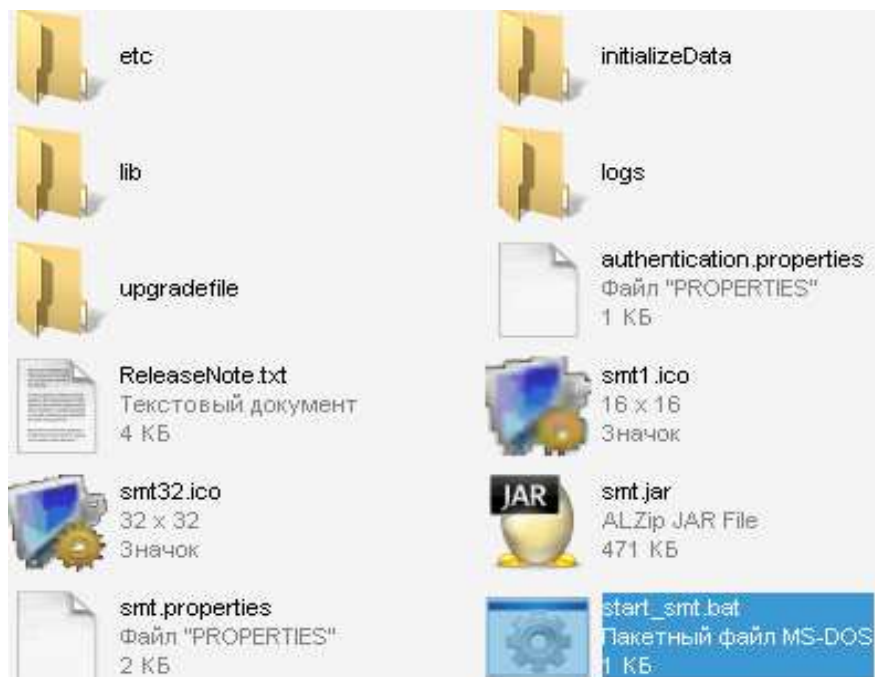 etc
initializeData
lib
logs
upgradefile
authentication.properties
Файл "PROPERTIES"
1 КБ
ReleaseNote.txt
Текстовый документ
4 КБ
smt1.ico
16 x 16
Значок
smt32.ico
32 x 32
Значок
JAR
smt.jar
ALZip JAR File
471 КБ
smt.properties
Файл "PROPERTIES"
2 КБ
start_smt.bat
Пакетный файл MS-DOS
1 КБ